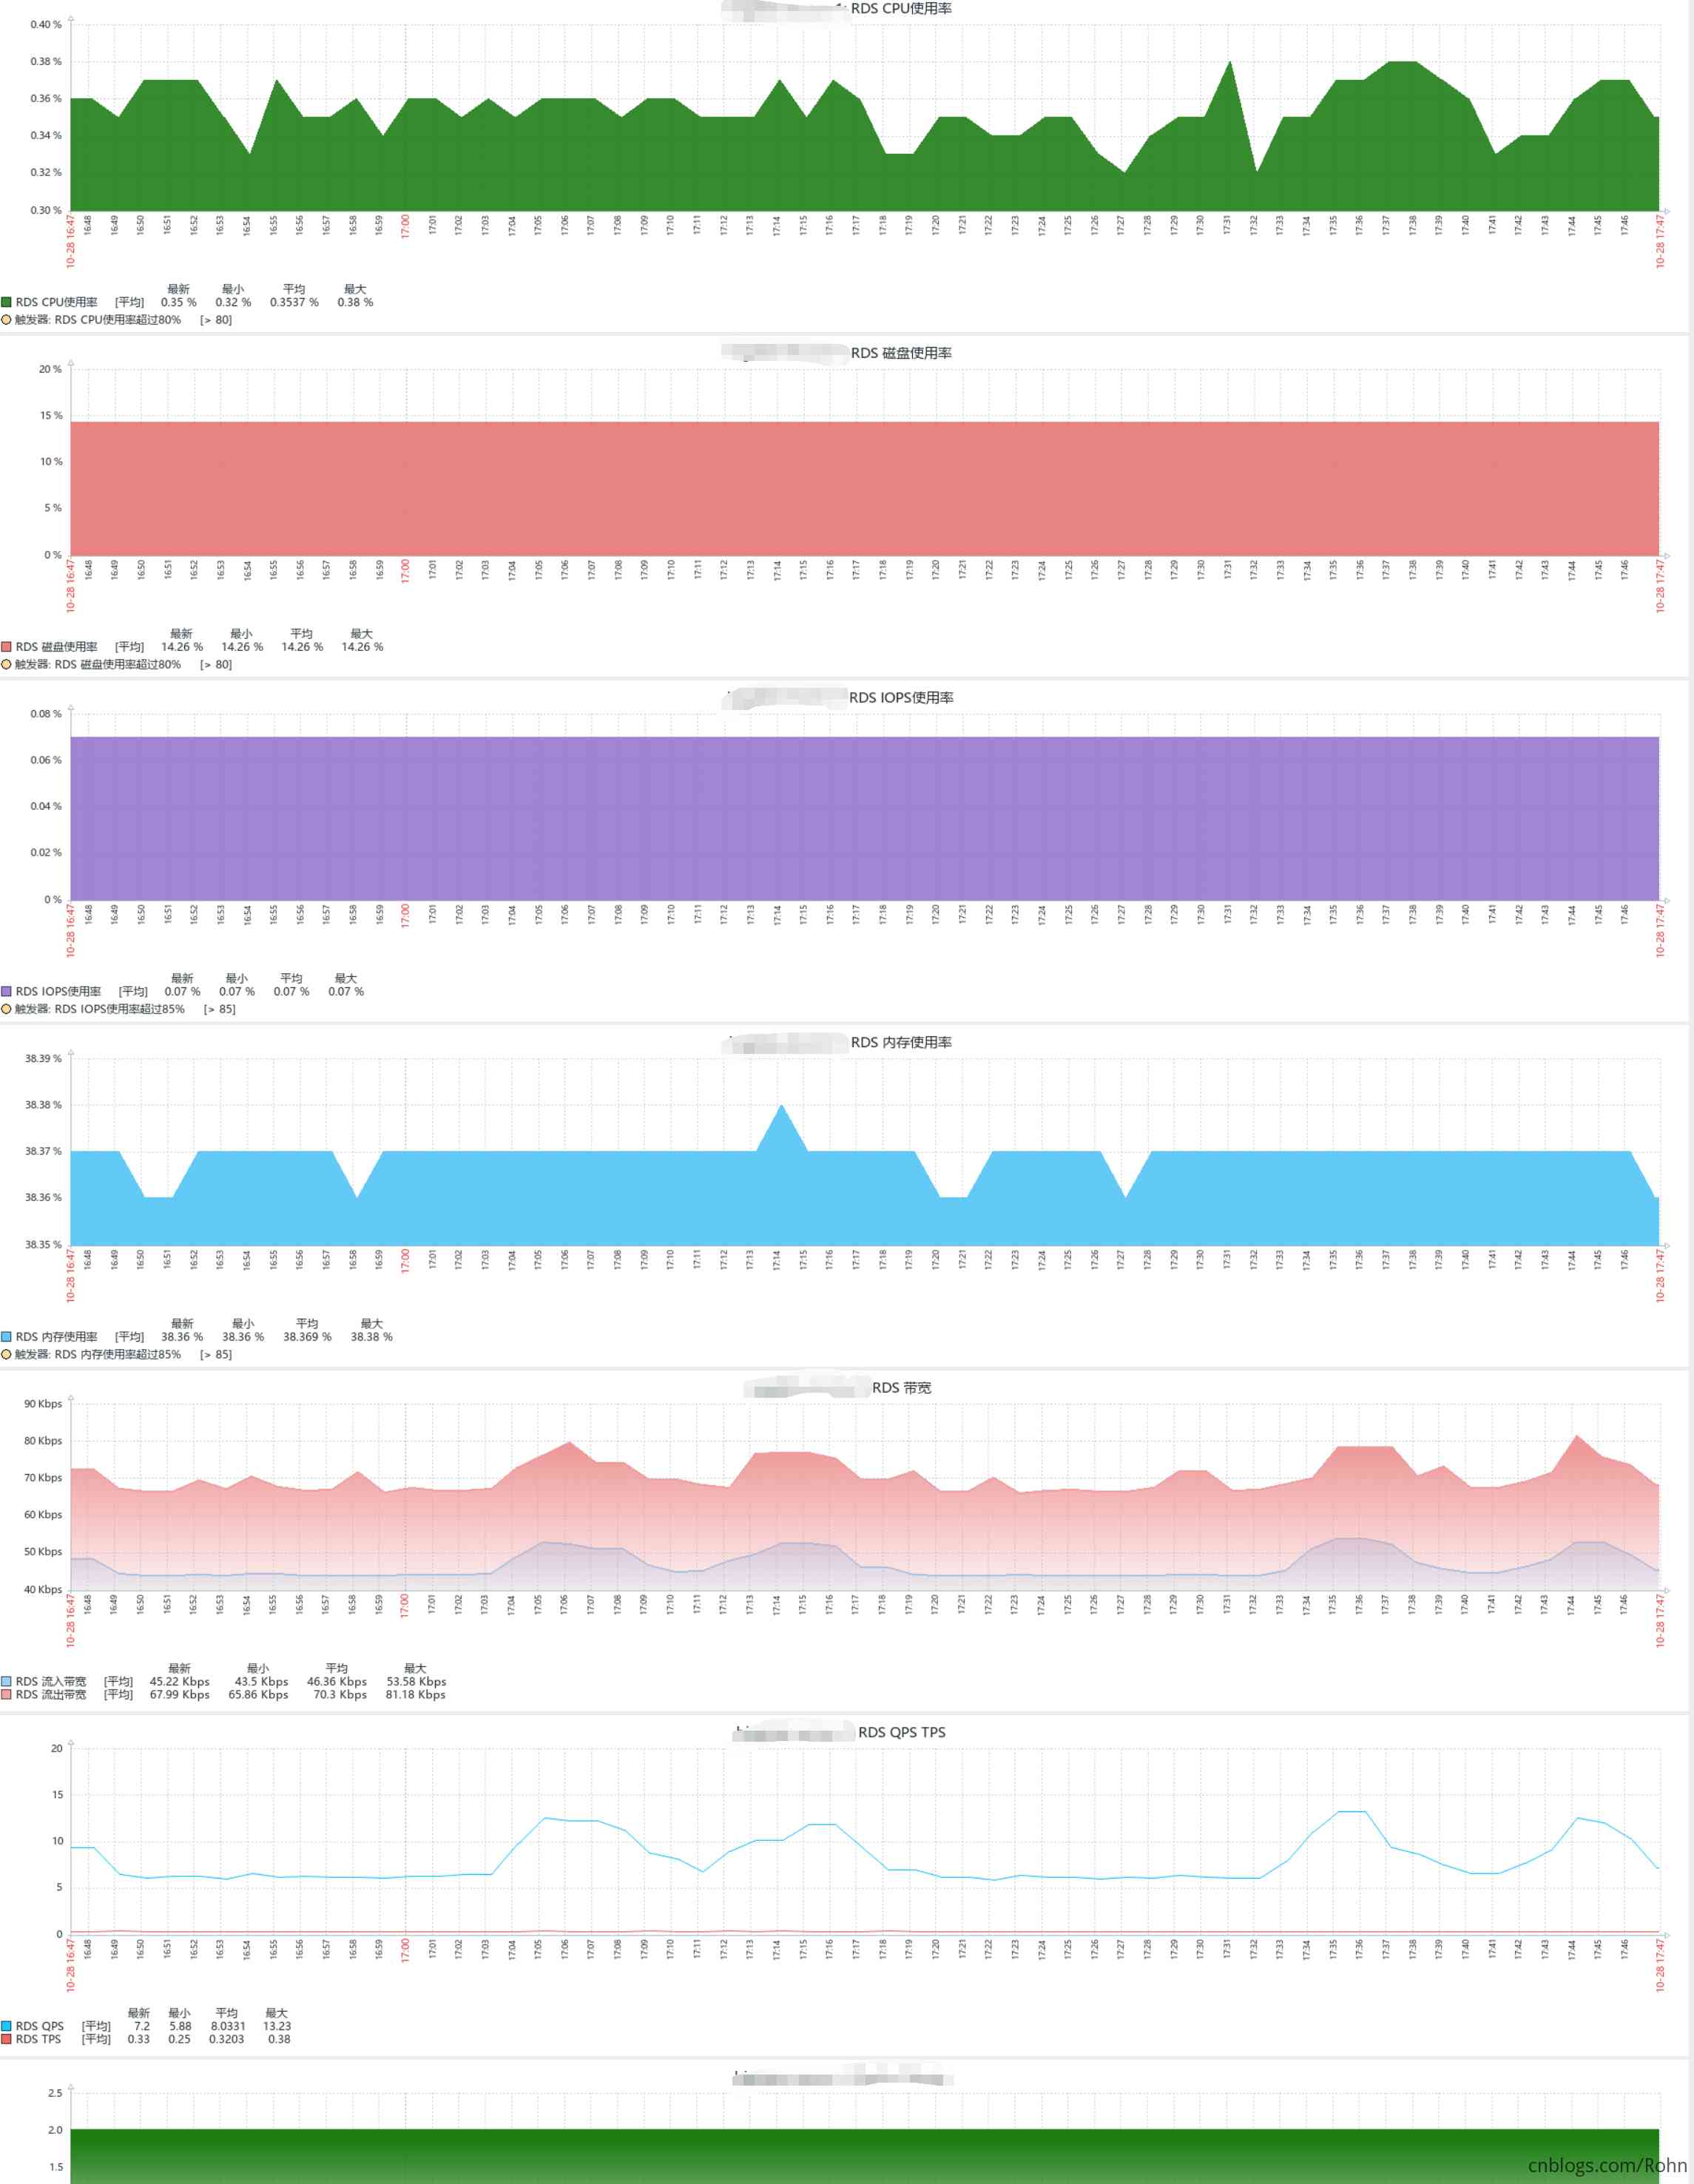 RDS CPU使用率
0.40 %
0.38 %
0.36 %
0.34 %
0.32 %
0.30 %
10-28 16:47 16:48 16:49 16:50 16:51 16:52 16:53 16:54 16:55 16:56 16:57 16:58 16:59 17:00 17:01 17:02 17:03 17:04 17:05 17:06 17:07 17:08 17:09 17:10 17:11 17:12 17:13 17:14 17:15 17:16 17:17 17:18 17:19 17:20 17:21 17:22 17:23 17:24 17:25 17:26 17:27 17:28 17:29 17:30 17:31 17:32 17:33 17:34 17:35 17:36 17:37 17:38 17:39 17:40 17:41 17:42 17:43 17:44 17:45 17:46 10-28 17:47
最新 最小 平均 最大
RDS CPU使用率 [平均] 0.35 % 0.32 % 0.3537 % 0.38 %
触发器: RDS CPU使用率超过80% [> 80]
RDS 磁盘使用率
20 %
15 %
10 %
5 %
0 %
10-28 16:47 16:48 16:49 16:50 16:51 16:52 16:53 16:54 16:55 16:56 16:57 16:58 16:59 17:00 17:01 17:02 17:03 17:04 17:05 17:06 17:07 17:08 17:09 17:10 17:11 17:12 17:13 17:14 17:15 17:16 17:17 17:18 17:19 17:20 17:21 17:22 17:23 17:24 17:25 17:26 17:27 17:28 17:29 17:30 17:31 17:32 17:33 17:34 17:35 17:36 17:37 17:38 17:39 17:40 17:41 17:42 17:43 17:44 17:45 17:46 10-28 17:47
最新 最小 平均 最大
RDS 磁盘使用率 [平均] 14.26 % 14.26 % 14.26 % 14.26 %
触发器: RDS 磁盘使用率超过80% [> 80]
RDS IOPS使用率
0.08 %
0.06 %
0.04 %
0.02 %
0 %
10-28 16:47 16:48 16:49 16:50 16:51 16:52 16:53 16:54 16:55 16:56 16:57 16:58 16:59 17:00 17:01 17:02 17:03 17:04 17:05 17:06 17:07 17:08 17:09 17:10 17:11 17:12 17:13 17:14 17:15 17:16 17:17 17:18 17:19 17:20 17:21 17:22 17:23 17:24 17:25 17:26 17:27 17:28 17:29 17:30 17:31 17:32 17:33 17:34 17:35 17:36 17:37 17:38 17:39 17:40 17:41 17:42 17:43 17:44 17:45 17:46 10-28 17:47
最新 最小 平均 最大
RDS IOPS使用率 [平均] 0.07 % 0.07 % 0.07 % 0.07 %
触发器: RDS IOPS使用率超过85% [> 85]
RDS 内存使用率
38.39 %
38.38 %
38.37 %
38.36 %
38.35 %
10-28 16:47 16:48 16:49 16:50 16:51 16:52 16:53 16:54 16:55 16:56 16:57 16:58 16:59 17:00 17:01 17:02 17:03 17:04 17:05 17:06 17:07 17:08 17:09 17:10 17:11 17:12 17:13 17:14 17:15 17:16 17:17 17:18 17:19 17:20 17:21 17:22 17:23 17:24 17:25 17:26 17:27 17:28 17:29 17:30 17:31 17:32 17:33 17:34 17:35 17:36 17:37 17:38 17:39 17:40 17:41 17:42 17:43 17:44 17:45 17:46 10-28 17:47
最新 最小 平均 最大
RDS 内存使用率 [平均] 38.36 % 38.36 % 38.369 % 38.38 %
触发器: RDS 内存使用率超过85% [> 85]
RDS 带宽
90 Kbps
80 Kbps
70 Kbps
60 Kbps
50 Kbps
40 Kbps
10-28 16:47 16:48 16:49 16:50 16:51 16:52 16:53 16:54 16:55 16:56 16:57 16:58 16:59 17:00 17:01 17:02 17:03 17:04 17:05 17:06 17:07 17:08 17:09 17:10 17:11 17:12 17:13 17:14 17:15 17:16 17:17 17:18 17:19 17:20 17:21 17:22 17:23 17:24 17:25 17:26 17:27 17:28 17:29 17:30 17:31 17:32 17:33 17:34 17:35 17:36 17:37 17:38 17:39 17:40 17:41 17:42 17:43 17:44 17:45 17:46 10-28 17:47
最新 最小 平均 最大
RDS 流入带宽 [平均] 45.22 Kbps 43.5 Kbps 46.36 Kbps 53.58 Kbps
RDS 流出带宽 [平均] 67.99 Kbps 65.86 Kbps 70.3 Kbps 81.18 Kbps
RDS QPS TPS
20
15
10
5
0
10-28 16:47 16:48 16:49 16:50 16:51 16:52 16:53 16:54 16:55 16:56 16:57 16:58 16:59 17:00 17:01 17:02 17:03 17:04 17:05 17:06 17:07 17:08 17:09 17:10 17:11 17:12 17:13 17:14 17:15 17:16 17:17 17:18 17:19 17:20 17:21 17:22 17:23 17:24 17:25 17:26 17:27 17:28 17:29 17:30 17:31 17:32 17:33 17:34 17:35 17:36 17:37 17:38 17:39 17:40 17:41 17:42 17:43 17:44 17:45 17:46 10-28 17:47
最新 最小 平均 最大
RDS QPS [平均] 7.2 5.88 8.0331 13.23
RDS TPS [平均] 0.33 0.25 0.3203 0.38
2.5
2.0
1.5
cnblogs.com/Rohn